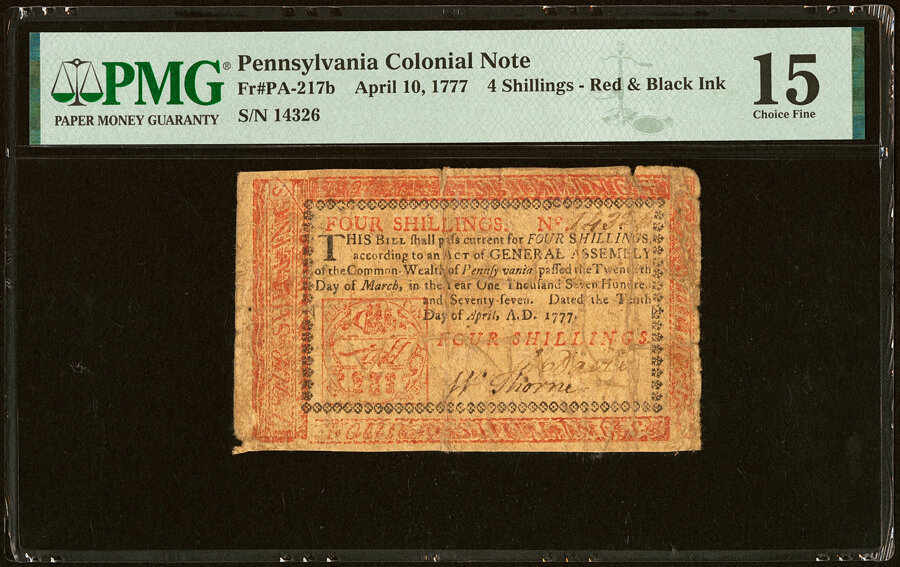 PMG®
PAPER MONEY GUARANTY
Pennsylvania Colonial Note
Fr#PA-217b April 10, 1777 4 Shillings - Red & Black Ink
S/N 14326
15
Choice Fine
FOUR SHILLINGS. No.
THIS BILL shall pass current for FOUR SHILLINGS,
according to an ACT of GENERAL ASSEMBLY
of the Common-Wealth of Pennsylvania passed the Twentieth
Day of March, in the Year One Thousand Seven Hundred
and Seventy-seven. Dated the Tenth
Day of April, A.D. 1777.
FOUR SHILLINGS.
Wm Thorne